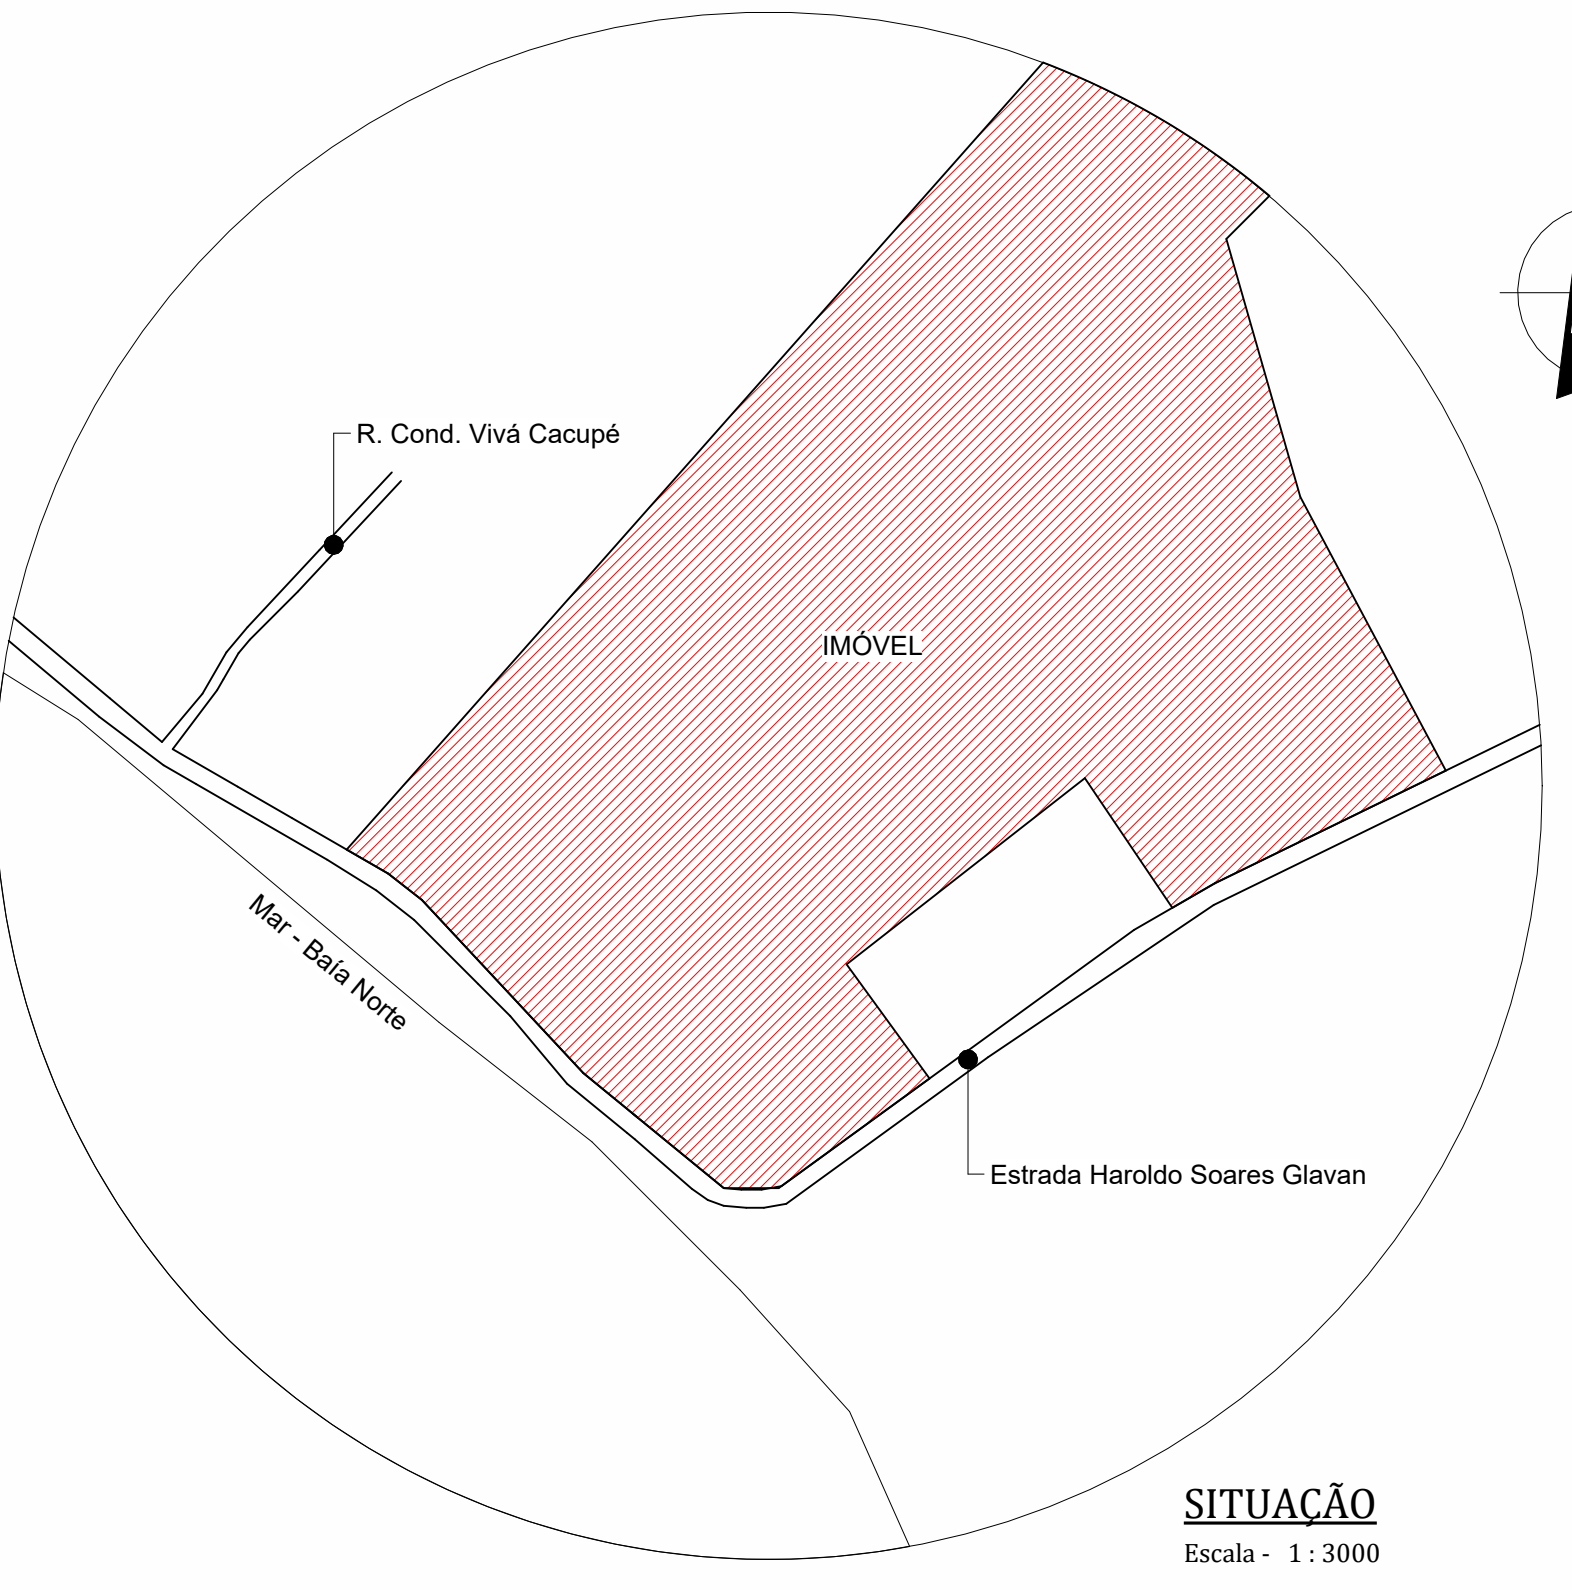 R. Cond. Vivá Cacupé
IMÓVEL
Mar - Baía Norte
Estrada Haroldo Soares Glavan
SITUAÇÃO
Escala - 1 : 3000